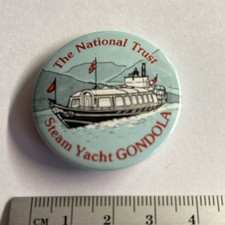 The National Trust
Steam Yacht GONDOLA
CM 1 2 3 4